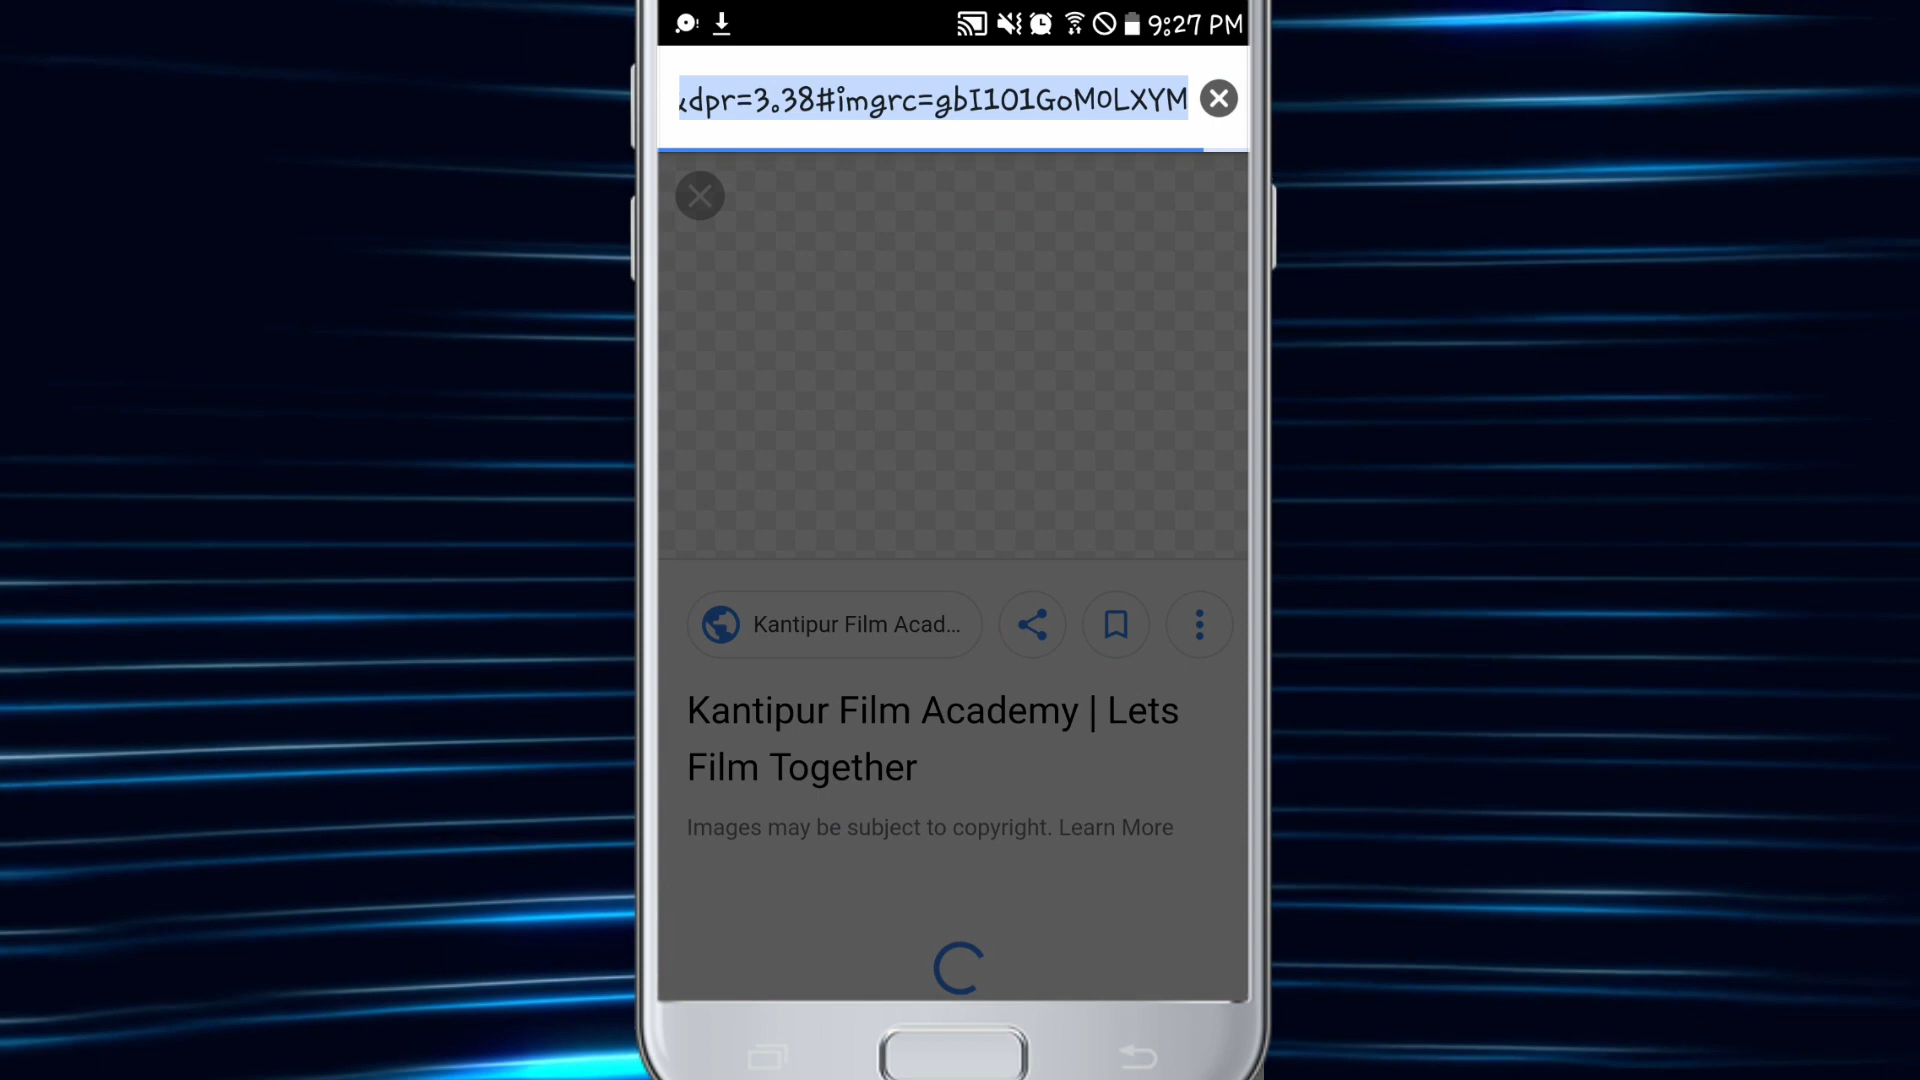 9:27 PM
&dpr=3.38#imgrc=gbI1O1GoM0LXYM
Kantipur Film Acad...
Kantipur Film Academy | Lets
Film Together
Images may be subject to copyright. Learn More